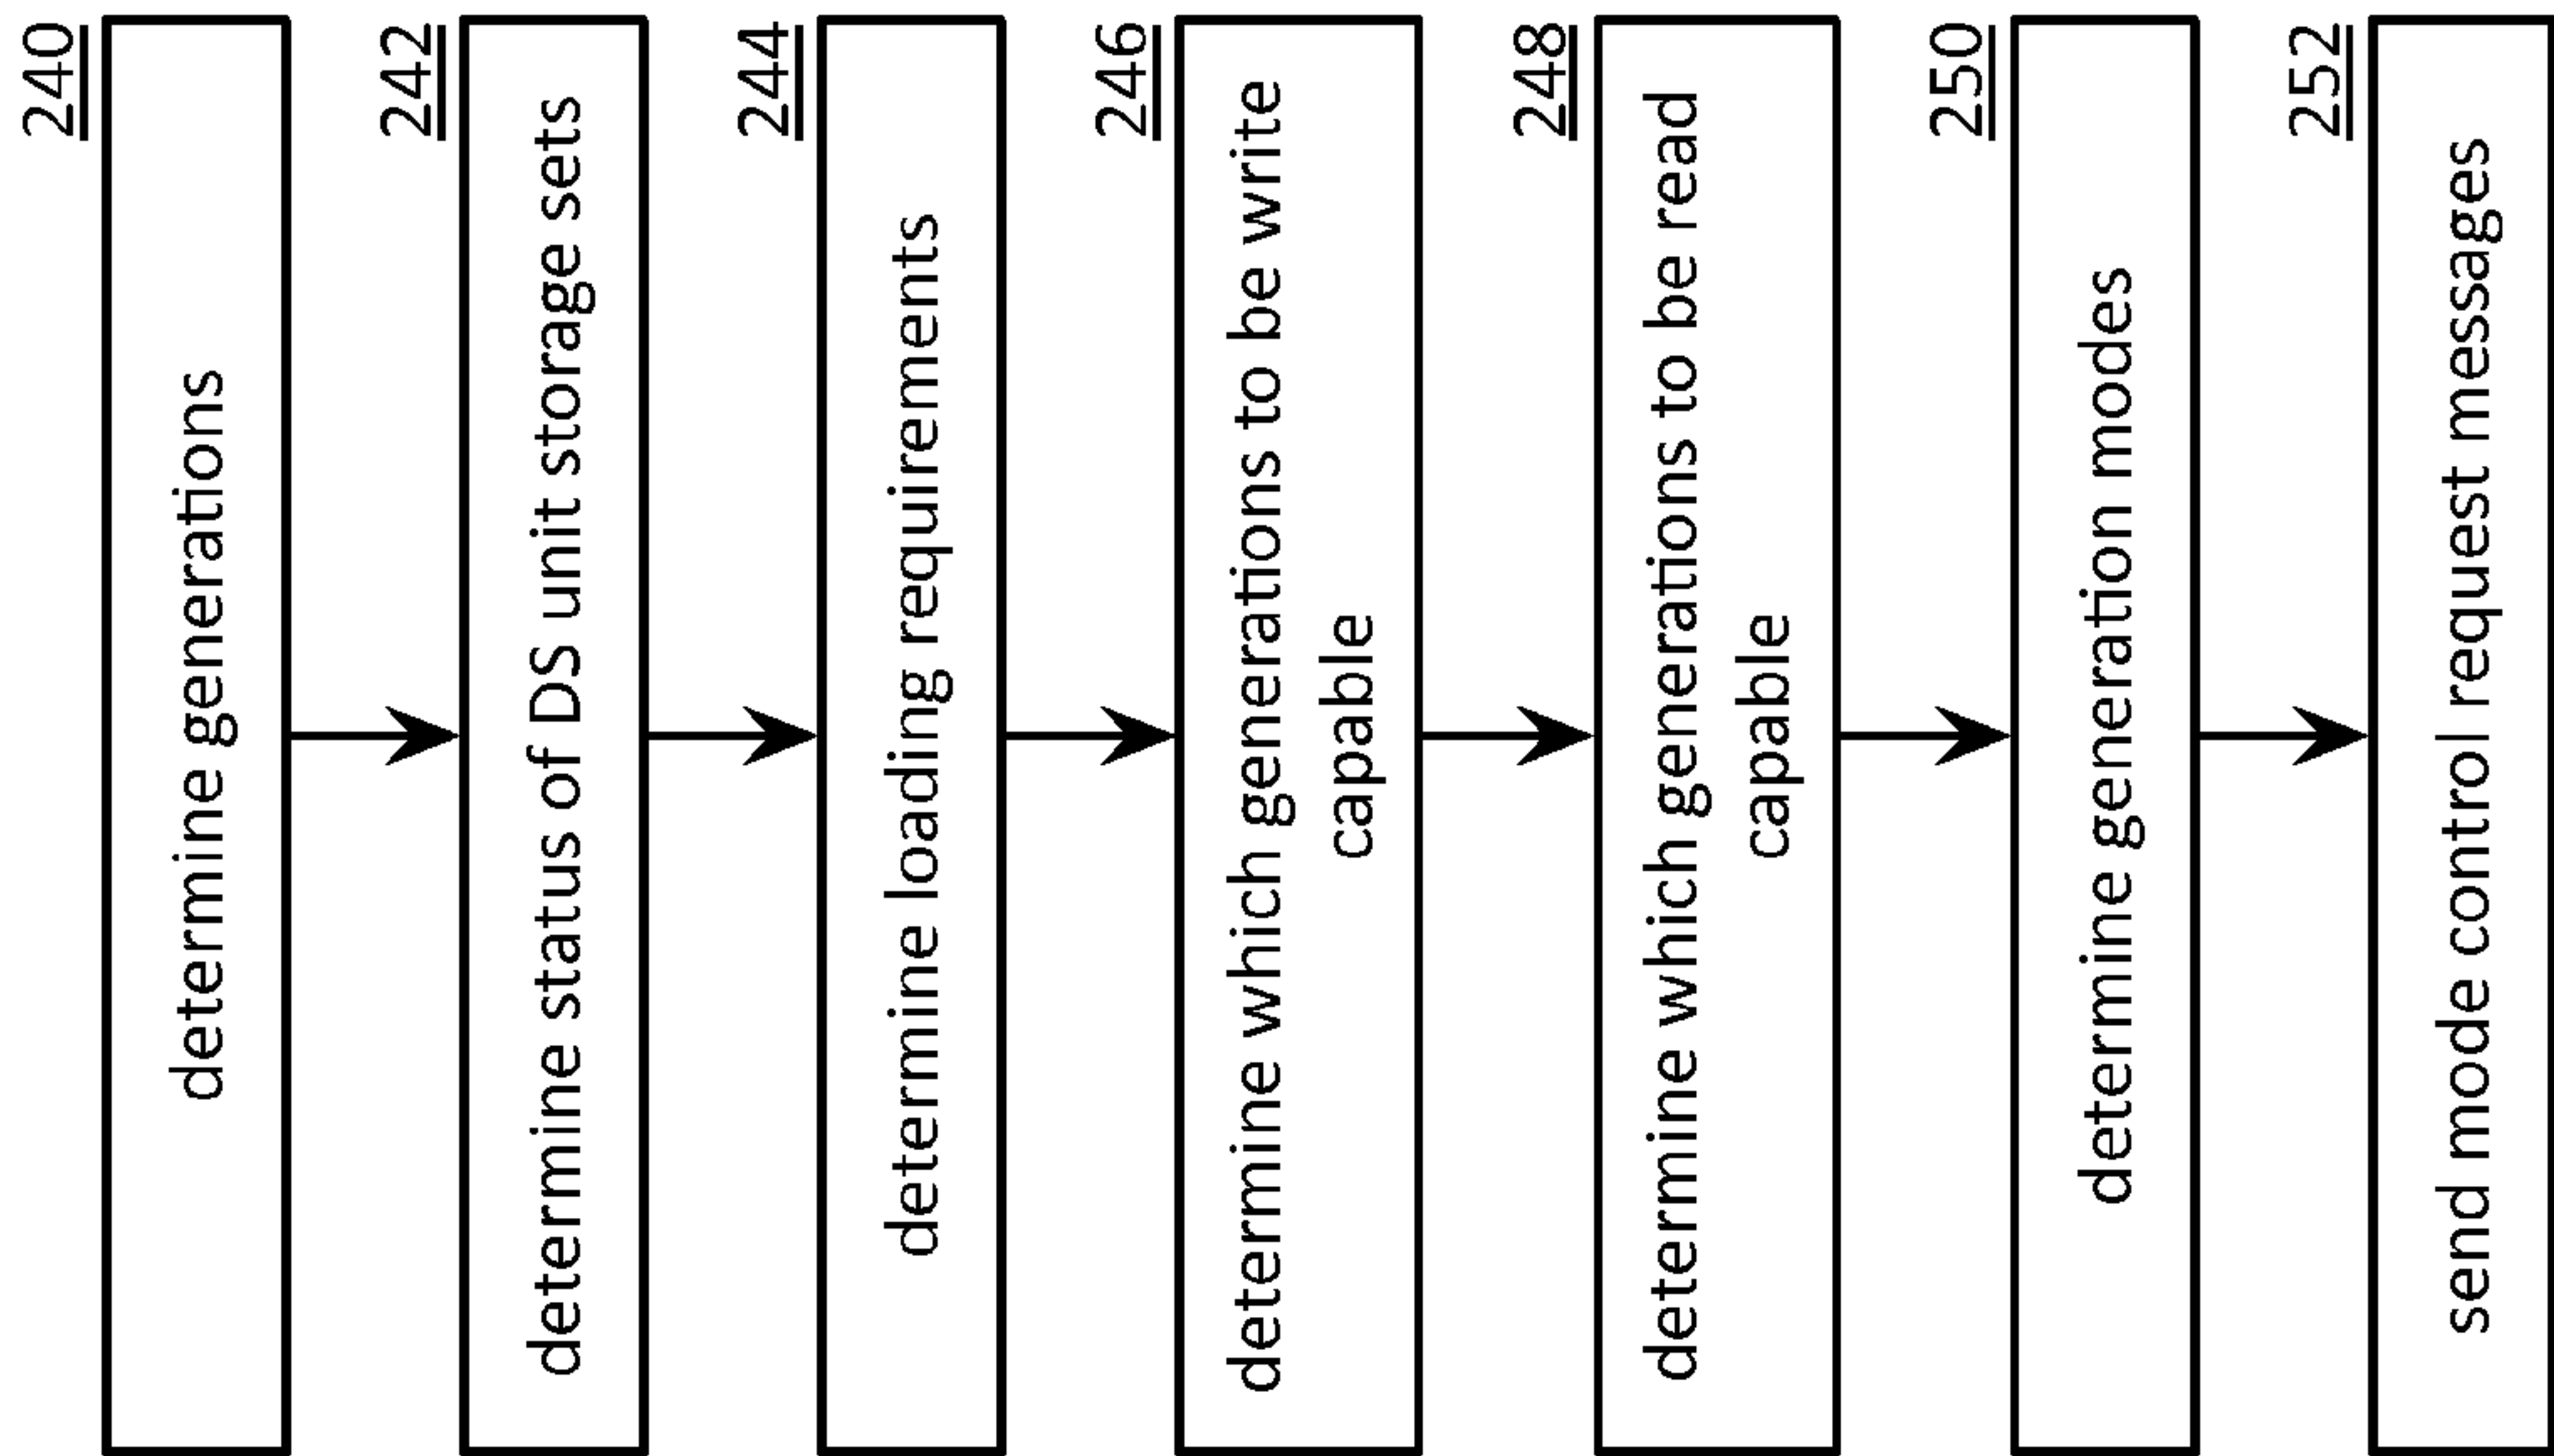 240
determine generations
242
determine status of DS unit storage sets
244
determine loading requirements
246
determine which generations to be write
capable
248
determine which generations to be read
capable
250
determine generation modes
252
send mode control request messages